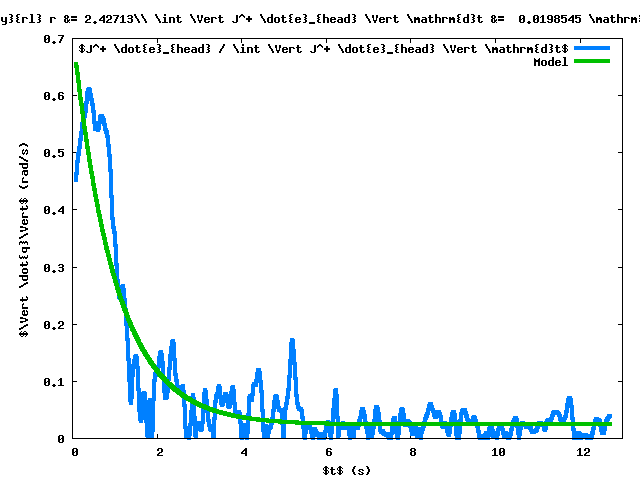 y}{rl} r &= 2.42713\\ \int \Vert J^+ \dot{e}_{head} \Vert \mathrm{d}t &= 0.0198545 \mathrm
$J^+ \dot{e}_{head} / \int \Vert J^+ \dot{e}_{head} \Vert \mathrm{d}t$
Model
0.7
0.6
0.5
0.4
0.3
0.2
0.1
0
$\Vert \dot{q}\Vert$ (rad/s)
0 2 4 6 8 10 12
$t$ (s)